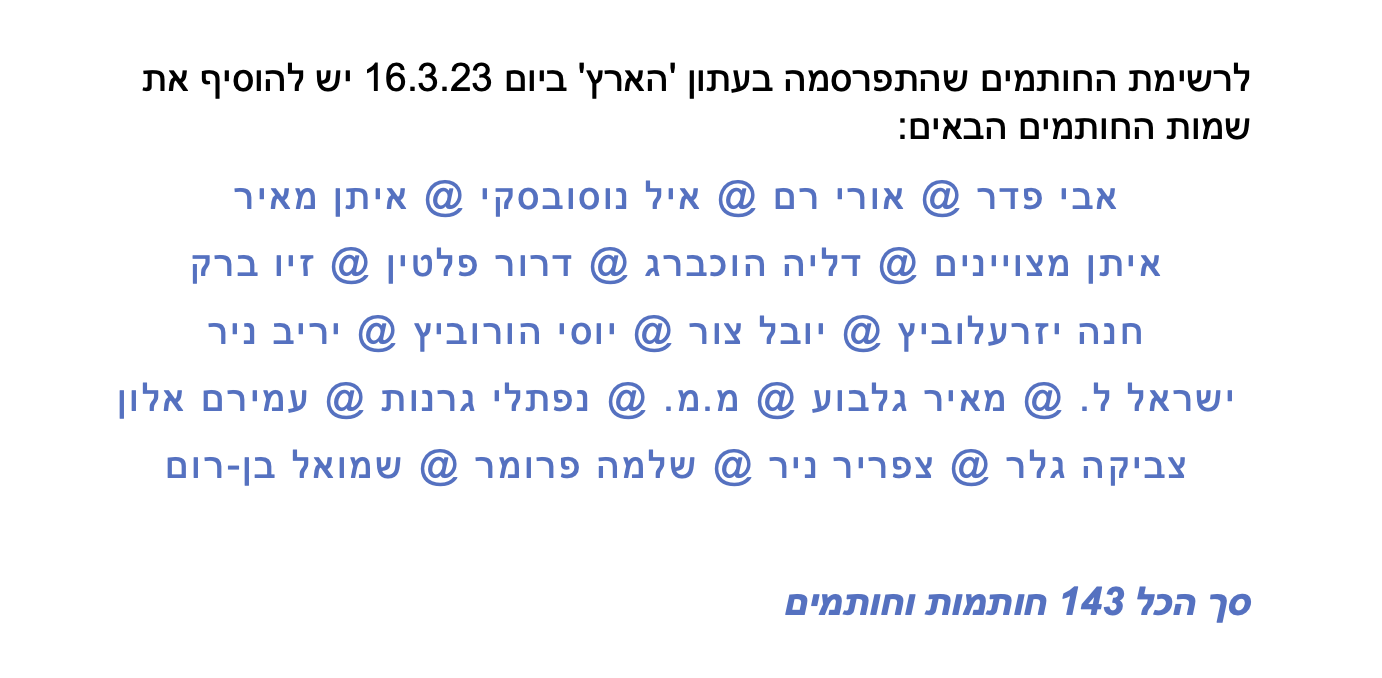 לרשימת החותמים שהתפרסמה בעתון 'הארץ' ביום 16.3.23 יש להוסיף את
שמות החותמים הבאים:
אבי פדר @ אורי רם @ איל נוסובסקי @ איתן מאיר
איתן מצויינים @ דליה הוכברג @ דרור פלטין @ זיו ברק
חנה יזרעלוביץ @ יובל צור @ יוסי הורוביץ @ יריב ניר
ישראל ל. @ מאיר גלבוע @ מ.מ. @ נפתלי גרנות @ עמירם אלון
צביקה גלר @ צפריר ניר @ שלמה פרומר @ שמואל בן-רום
סך הכל 143 חותמות וחותמים